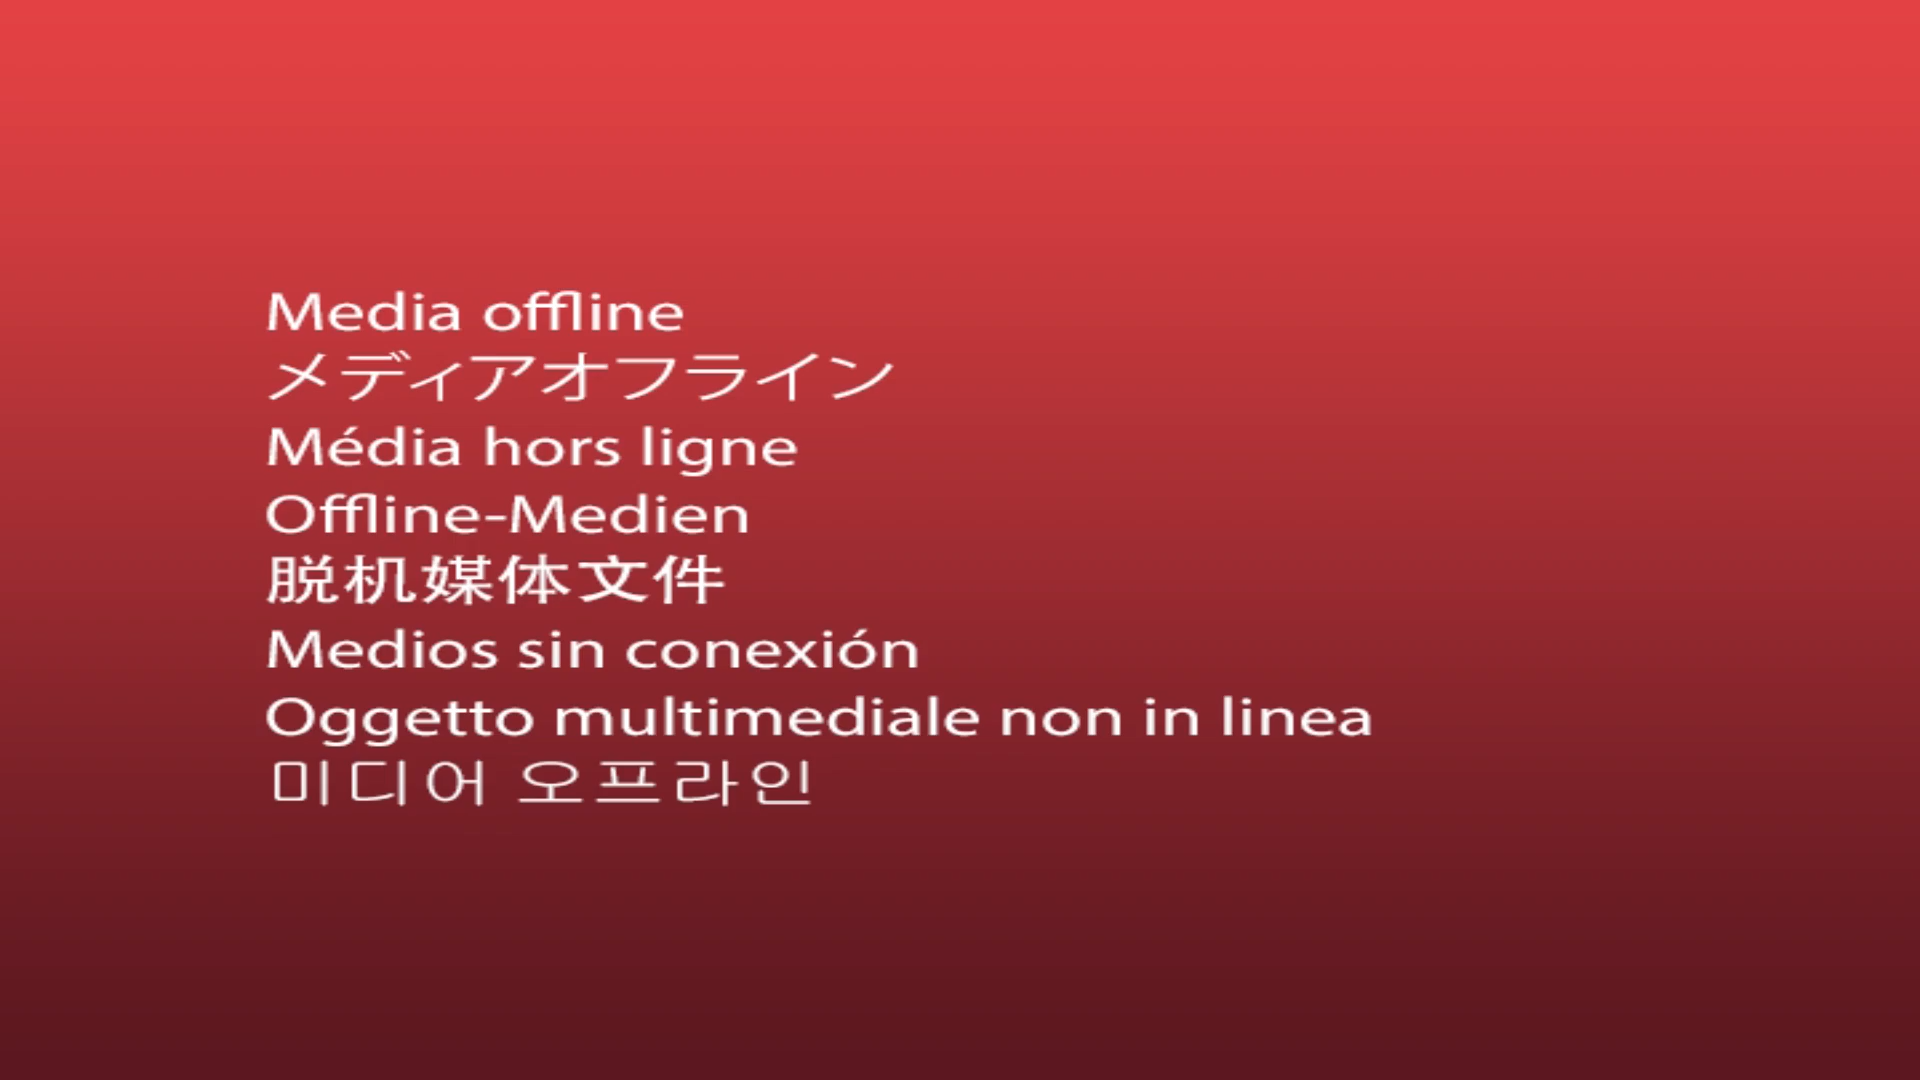 Media offline
メディアオフライン
Média hors ligne
Offline-Medien
脱机媒体文件
Medios sin conexión
Oggetto multimediale non in linea
미디어 오프라인